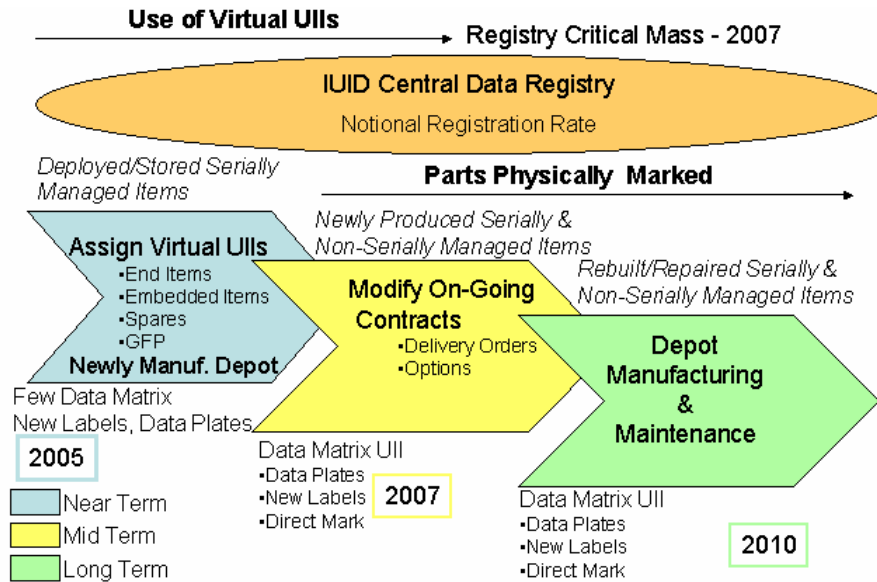 Use of Virtual UIIs
Registry Critical Mass - 2007
IUID Central Data Registry
Notional Registration Rate
Deployed/Stored Serially
Managed Items
Parts Physically Marked
Newly Produced Serially &
Non-Serially Managed Items
Rebuilt/Repaired Serially &
Non-Serially Managed Items
Assign Virtual UIIs
▪End Items
▪Embedded Items
▪Spares
▪GFP
Newly Manuf. Depot
Modify On-Going
Contracts
▪Delivery Orders
▪Options
Depot
Manufacturing
&
Maintenance
Few Data Matrix
New Labels, Data Plates
2005
Data Matrix UII
▪Data Plates
▪New Labels
▪Direct Mark
2007
Data Matrix UII
▪Data Plates
▪New Labels
▪Direct Mark
2010
Near Term
Mid Term
Long Term